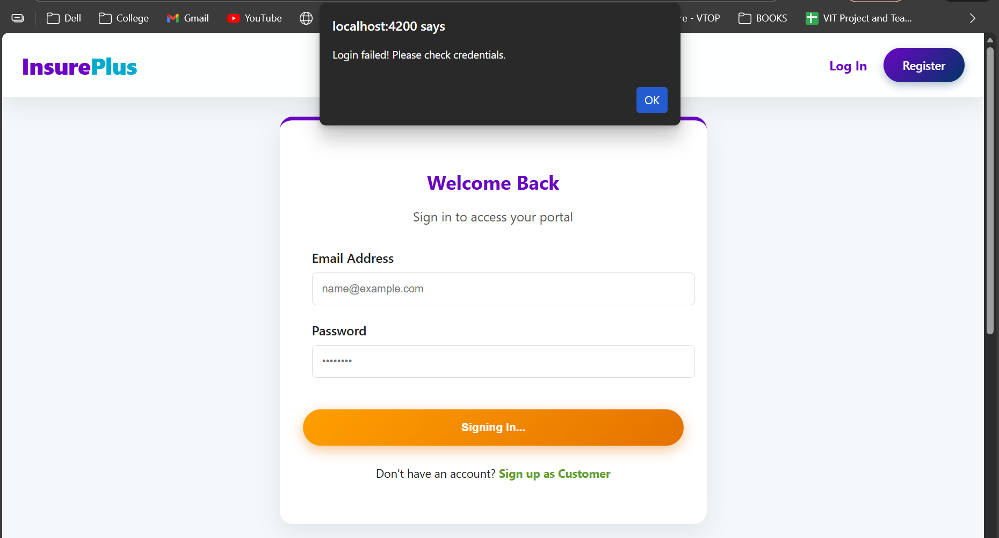 Dell
College
Gmail
YouTube
re - VTOP
BOOKS
VIT Project and Tea...
localhost:4200 says
Login failed! Please check credentials.
OK
InsurePlus
Log In
Register
Welcome Back
Sign in to access your portal
Email Address
name@example.com
Password
••••••••
Signing In...
Don't have an account? Sign up as Customer